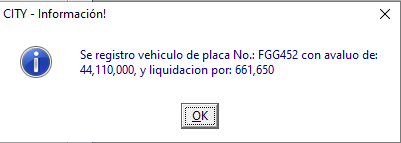 CITY - Información!
Se registro vehiculo de placa No.: FGG452 con avaluo de:
44,110,000, y liquidacion por: 661,650
OK